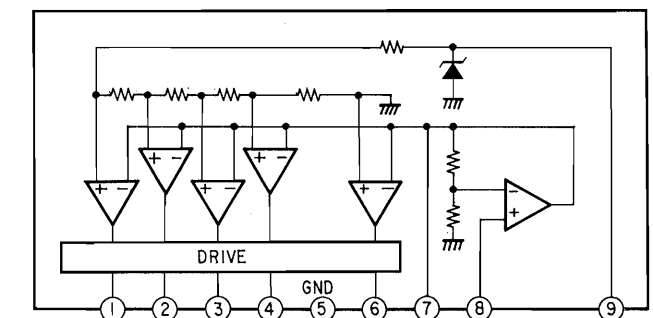 + − + −
+ − + − + −
−
+
DRIVE
GND
1 2 3 4 5 6 7 8 9